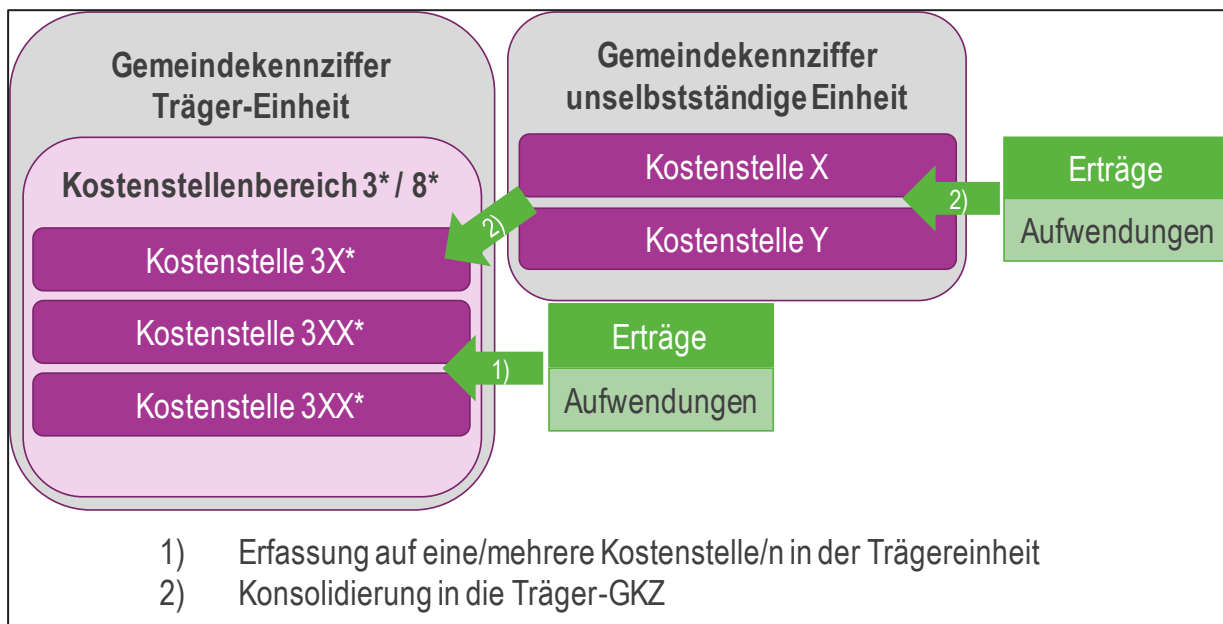 Gemeindekennziffer
Träger-Einheit
Kostenstellenbereich 3* / 8*
Kostenstelle 3X*
Kostenstelle 3XX*
Kostenstelle 3XX*
Gemeindekennziffer
unselbstständige Einheit
Kostenstelle X
Kostenstelle Y
2)
2)
Erträge
Aufwendungen
1)
Erträge
Aufwendungen
1) Erfassung auf eine/mehrere Kostenstelle/n in der Trägereinheit
2) Konsolidierung in die Träger-GKZ